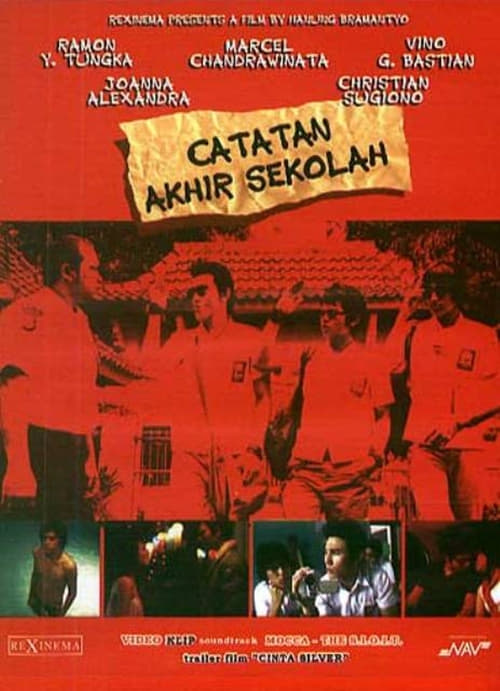 REXINEMA PRESENTS A FILM BY HANUNG BRAMANTYO
RAMON
Y. TUNGKA
MARCEL
CHANDRAWINATA
VINO
G. BASTIAN
JOANNA
ALEXANDRA
CHRISTIAN
SUGIONO
CATATAN
AKHIR SEKOLAH
REXINEMA
VIDEO KLIP soundtrack MOCCA - THE S.I.G.I.T.
trailer film "CINTA SILVER"
NAV